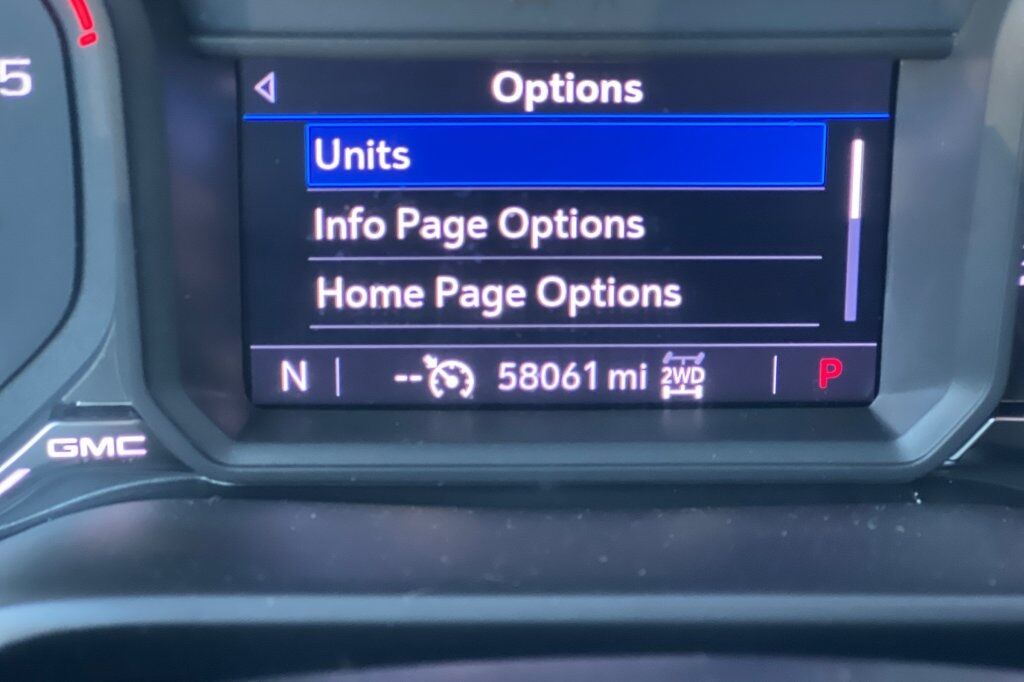 5
Options
Units
Info Page Options
Home Page Options
N -- 58061 mi 2WD P
GMC